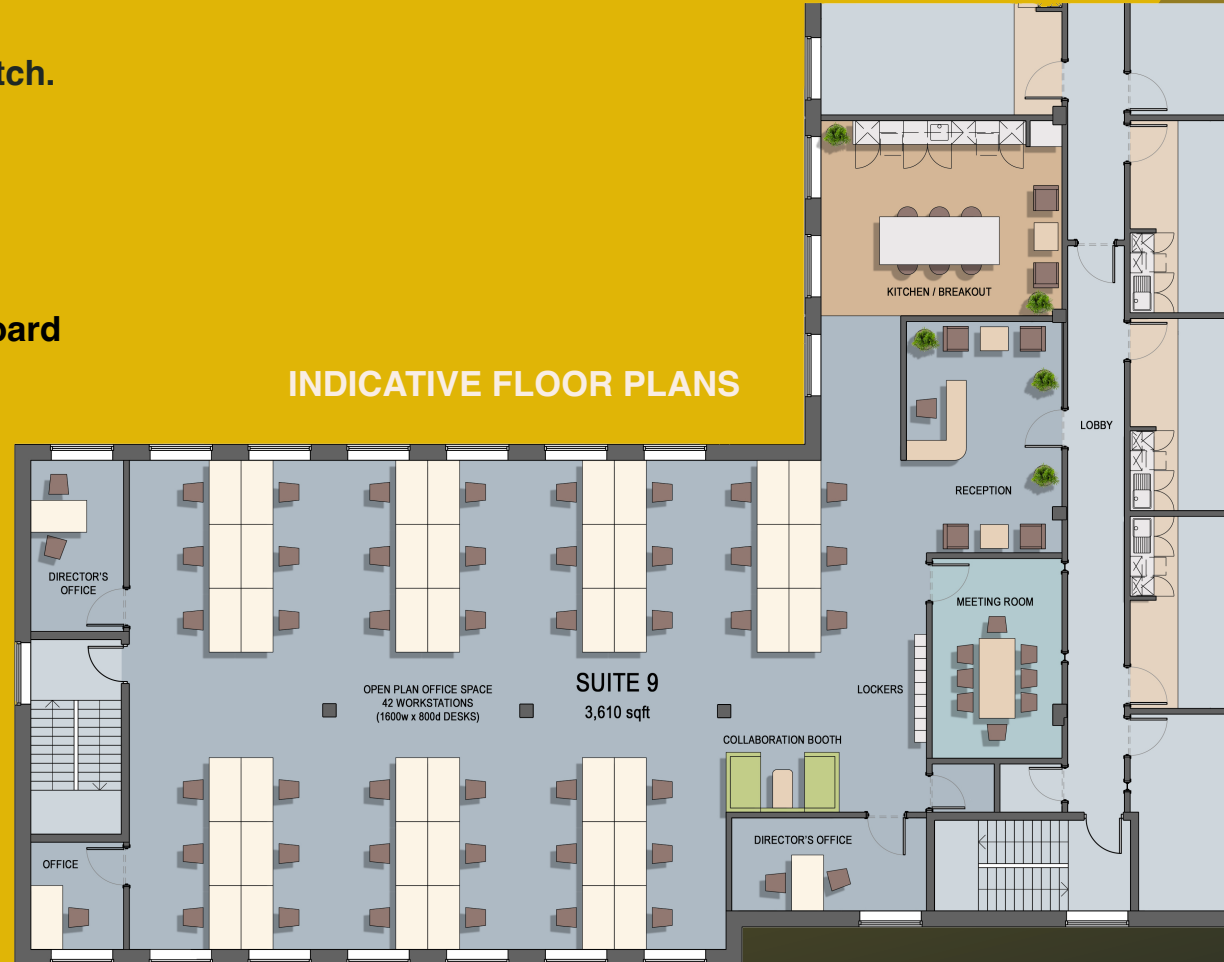 tch.
oard
INDICATIVE FLOOR PLANS
KITCHEN / BREAKOUT
LOBBY
RECEPTION
DIRECTOR'S
OFFICE
MEETING ROOM
OPEN PLAN OFFICE SPACE
42 WORKSTATIONS
(1600w x 800d DESKS)
SUITE 9
3,610 sqft
LOCKERS
COLLABORATION BOOTH
DIRECTOR'S OFFICE
OFFICE